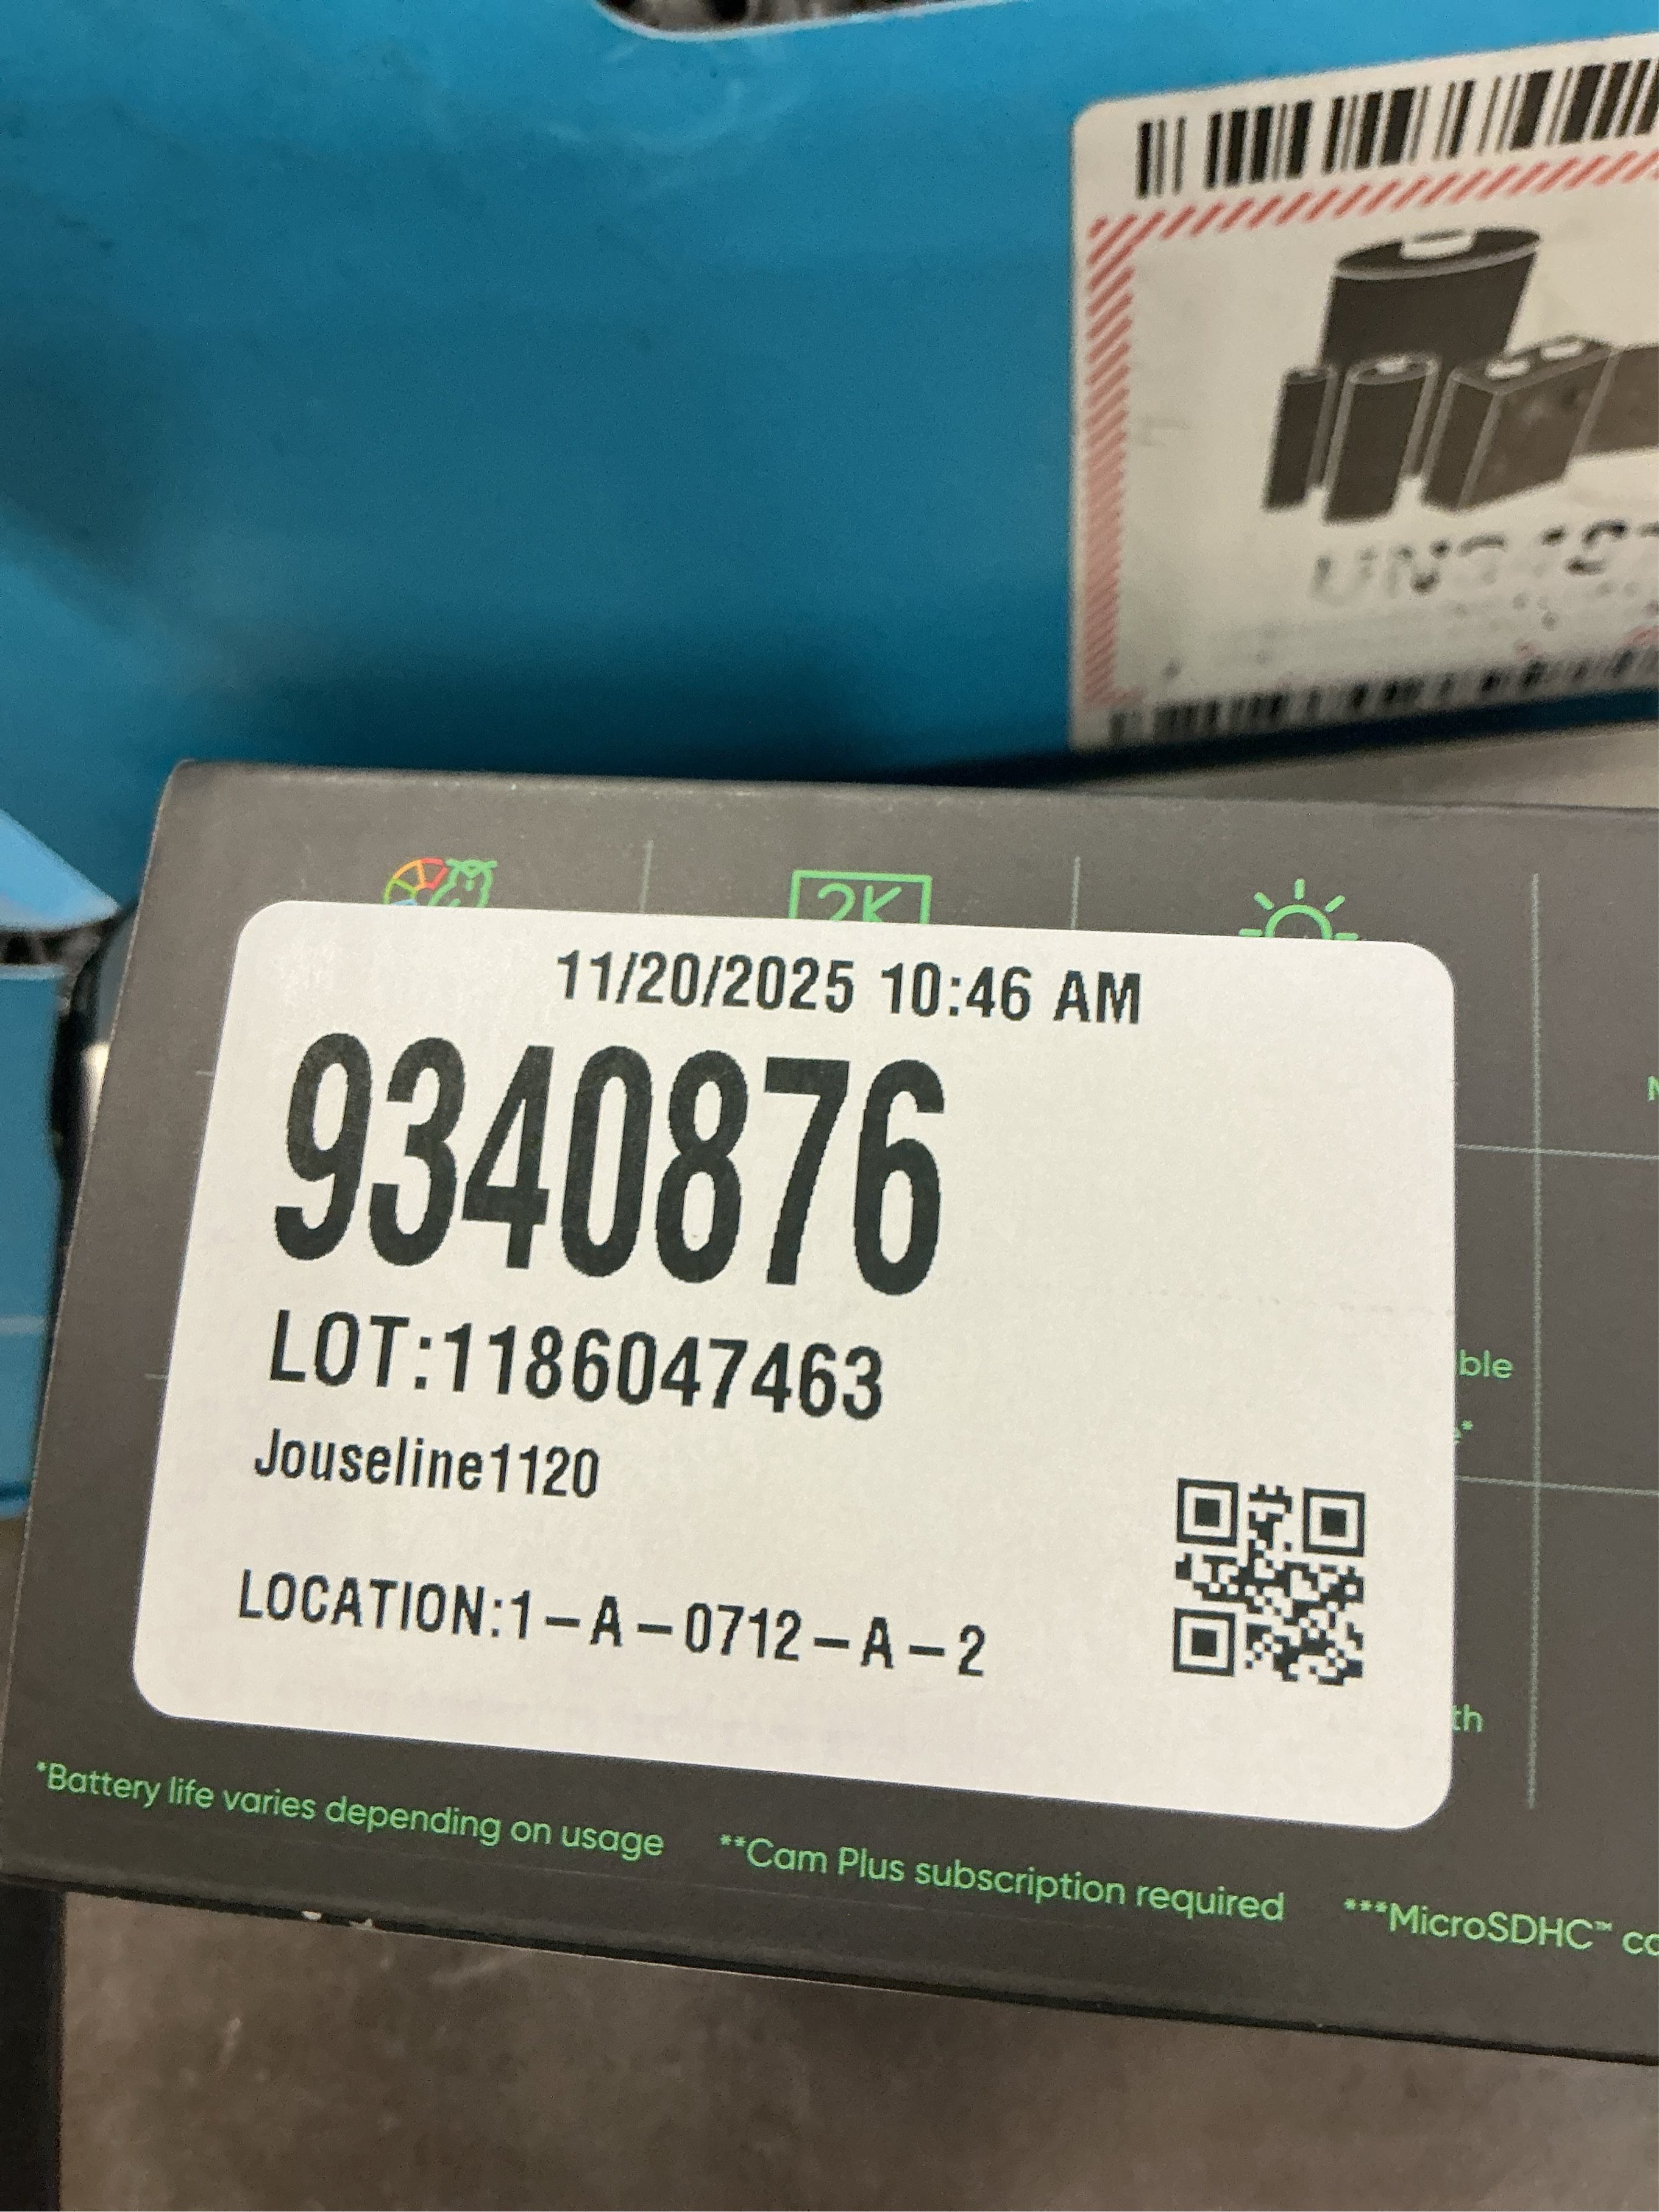 2K
11/20/2025 10:46 AM
9340876
LOT:1186047463
Jouseline1120
LOCATION:1-A-0712-A-2
ble
th
*Battery life varies depending on usage **Cam Plus subscription required ***MicroSDHC™